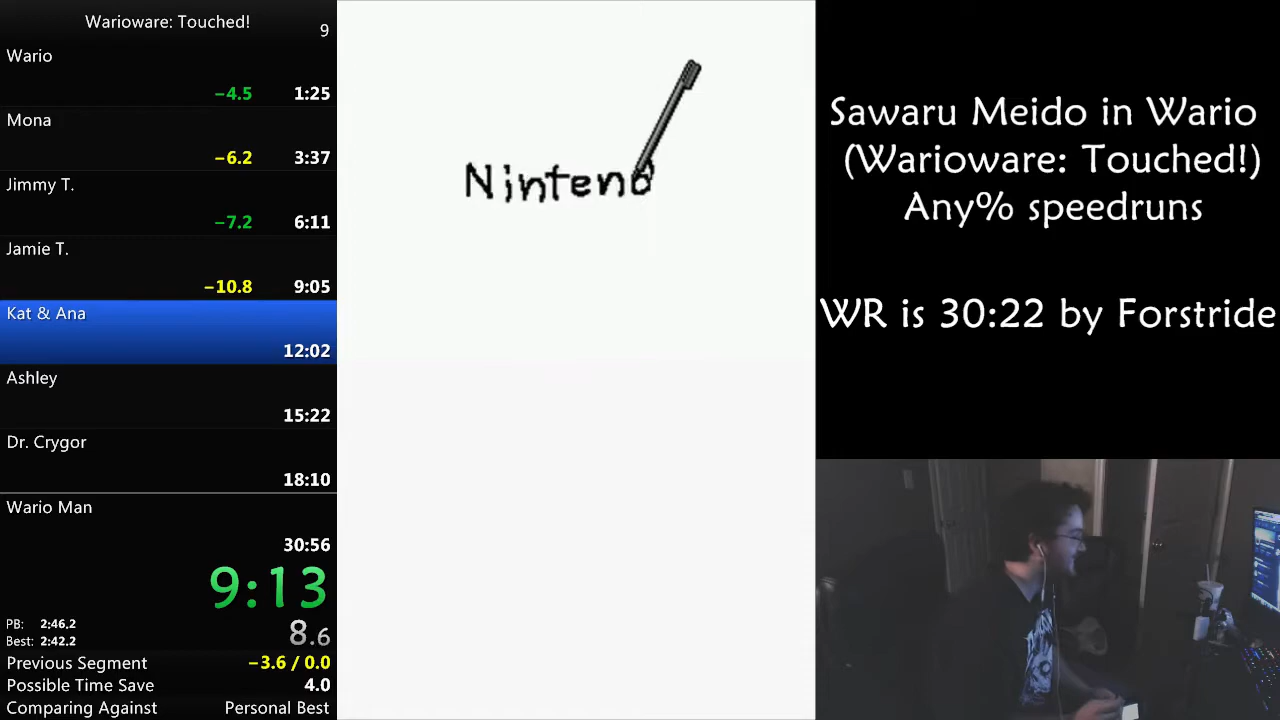 Warioware: Touched!
9
Wario
−4.5 1:25
Mona
−6.2 3:37
Jimmy T.
−7.2 6:11
Jamie T.
−10.8 9:05
Kat & Ana
12:02
Ashley
15:22
Dr. Crygor
18:10
Wario Man
30:56
9:13
PB: 2:46.2
Best: 2:42.2
8.6
Previous Segment −3.6 / 0.0
Possible Time Save 4.0
Comparing Against Personal Best
Ninteno
Sawaru Meido in Wario
(Warioware: Touched!)
Any% speedruns
WR is 30:22 by Forstride